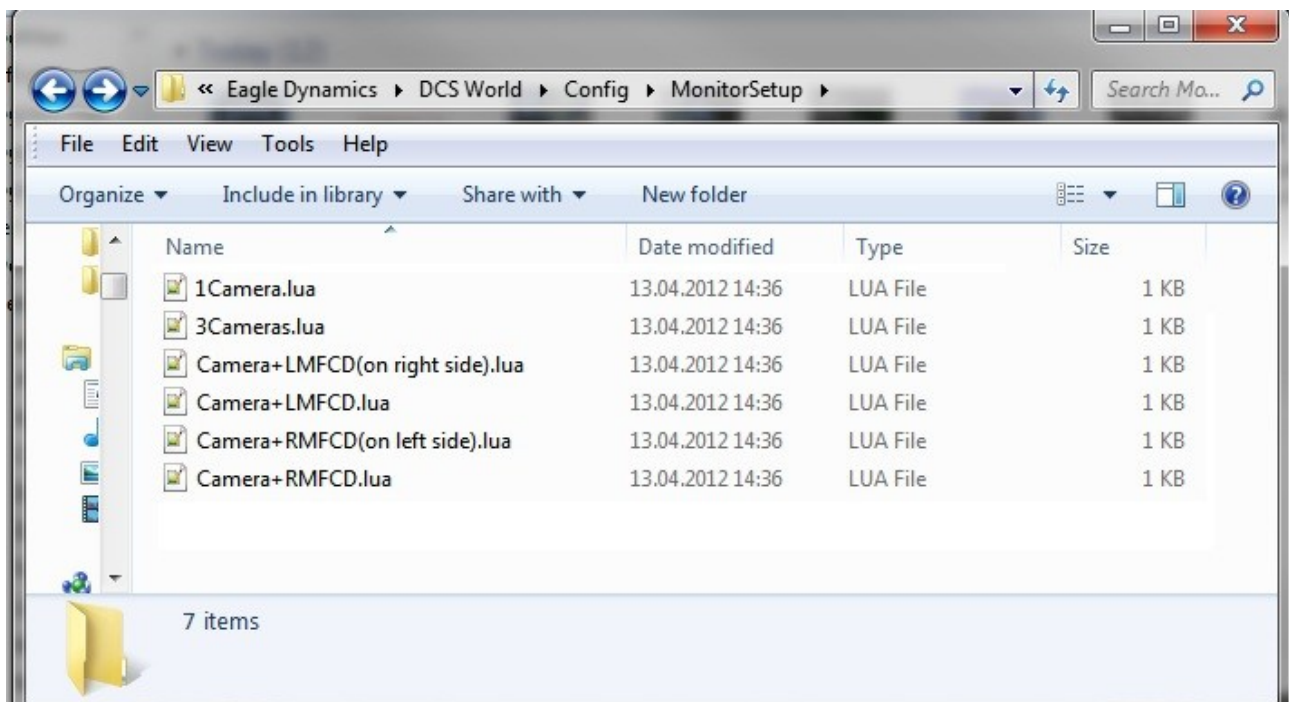 « Eagle Dynamics DCS World Config MonitorSetup Search Mo...
File Edit View Tools Help
Organize Include in library Share with New folder
Name Date modified Type Size
1Camera.lua 13.04.2012 14:36 LUA File 1 KB
3Cameras.lua 13.04.2012 14:36 LUA File 1 KB
Camera+LMFCD(on right side).lua 13.04.2012 14:36 LUA File 1 KB
Camera+LMFCD.lua 13.04.2012 14:36 LUA File 1 KB
Camera+RMFCD(on left side).lua 13.04.2012 14:36 LUA File 1 KB
Camera+RMFCD.lua 13.04.2012 14:36 LUA File 1 KB
7 items